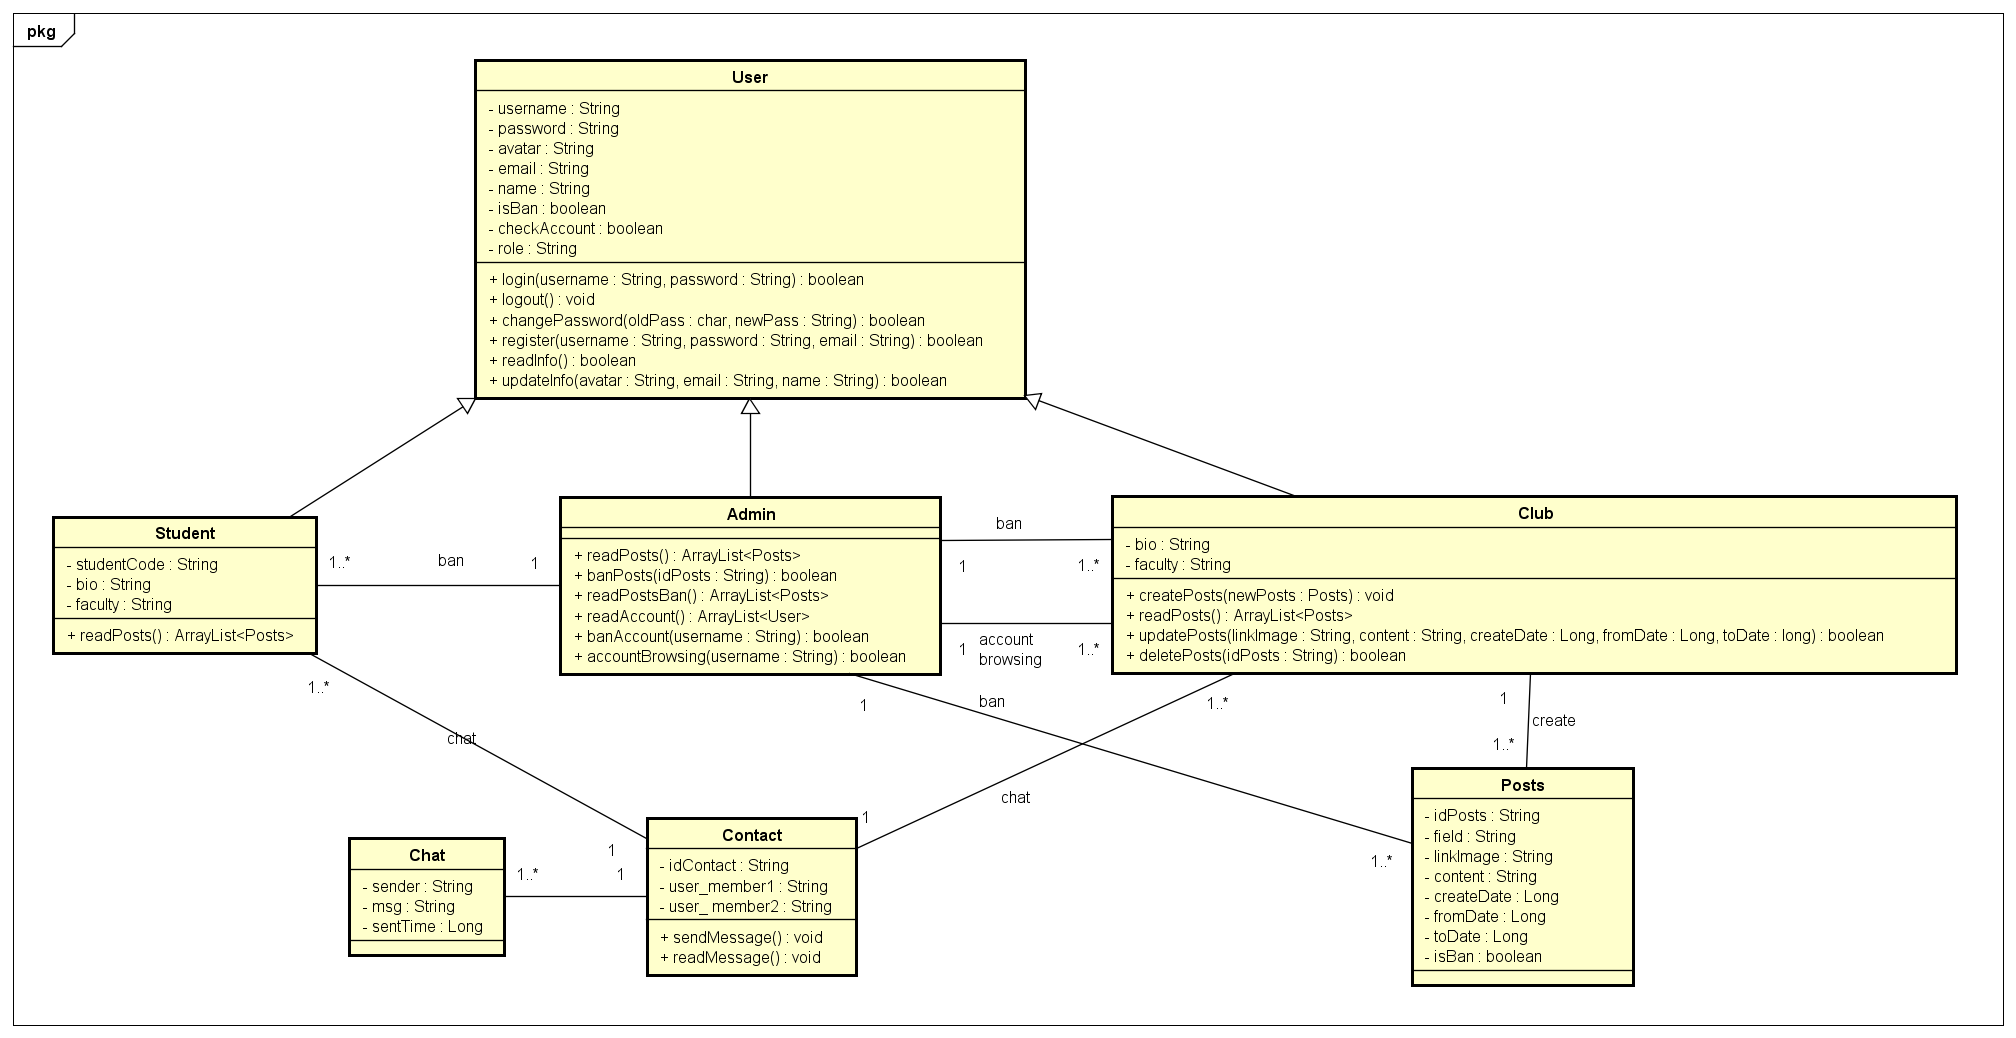 pkg
User
- username : String
- password : String
- avatar : String
- email : String
- name : String
- isBan : boolean
- checkAccount : boolean
- role : String
+ login(username : String, password : String) : boolean
+ logout() : void
+ changePassword(oldPass : char, newPass : String) : boolean
+ register(username : String, password : String, email : String) : boolean
+ readInfo() : boolean
+ updateInfo(avatar : String, email : String, name : String) : boolean
Student
- studentCode : String
- bio : String
- faculty : String
+ readPosts() : ArrayList<Posts>
1..*
ban
1
Admin
+ readPosts() : ArrayList<Posts>
+ banPosts(idPosts : String) : boolean
+ readPostsBan() : ArrayList<Posts>
+ readAccount() : ArrayList<User>
+ banAccount(username : String) : boolean
+ accountBrowsing(username : String) : boolean
ban
1
1..*
1
account
browsing
1..*
Club
- bio : String
- faculty : String
+ createPosts(newPosts : Posts) : void
+ readPosts() : ArrayList<Posts>
+ updatePosts(linkImage : String, content : String, createDate : Long, fromDate : Long, toDate : long) : boolean
+ deletePosts(idPosts : String) : boolean
1..*
chat
1
1
ban
1..*
1..*
chat
1
1
create
1..*
Chat
- sender : String
- msg : String
- sentTime : Long
1..*
1
Contact
- idContact : String
- user_member1 : String
- user_ member2 : String
+ sendMessage() : void
+ readMessage() : void
Posts
- idPosts : String
- field : String
- linkImage : String
- content : String
- createDate : Long
- fromDate : Long
- toDate : Long
- isBan : boolean